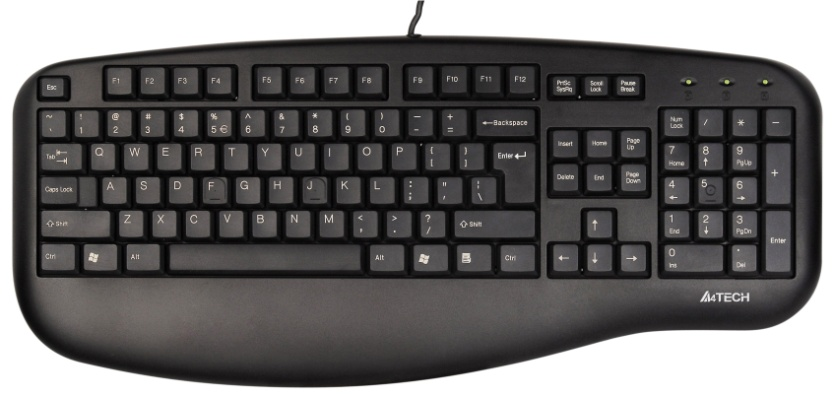 Esc F1 F2 F3 F4 F5 F6 F7 F8 F9 F10 F11 F12 PrtSc SysRq Scroll Lock Pause Break
~ ! @ # $ % ^ & * ( ) _ +
` 1 2 3 4 5 € 6 7 8 9 0 - = ←Backspace
Num Lock / * -
Tab Q W E R T Y U I O P { [ } ] Enter
Insert Home Page Up
7 Home 8 ↑ 9 PgUp +
Caps Lock A S D F G H J K L : ; " ' | \
Delete End Page Down
4 ← 5 6 →
⇧ Shift Z X C V B N M < , > . ? / ⇧ Shift
↑
1 End 2 ↓ 3 PgDn Enter
Ctrl Alt Alt Ctrl
← ↓ →
0 Ins . Del
A4TECH